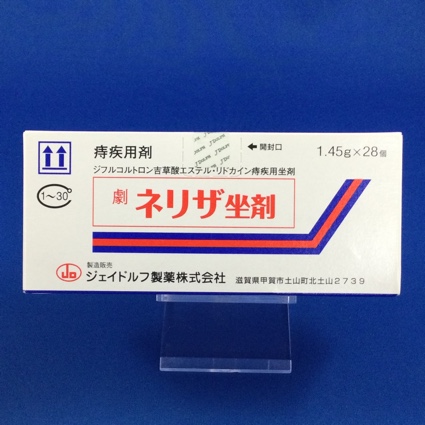 痔疾用剤
開封口
1.45g×28個
ジフルコルトロン吉草酸エステル・リドカイン痔疾用坐剤
1〜30°
劇 ネリザ坐剤
製造販売
ジェイドルフ製薬株式会社
滋賀県甲賀市土山町北土山2739